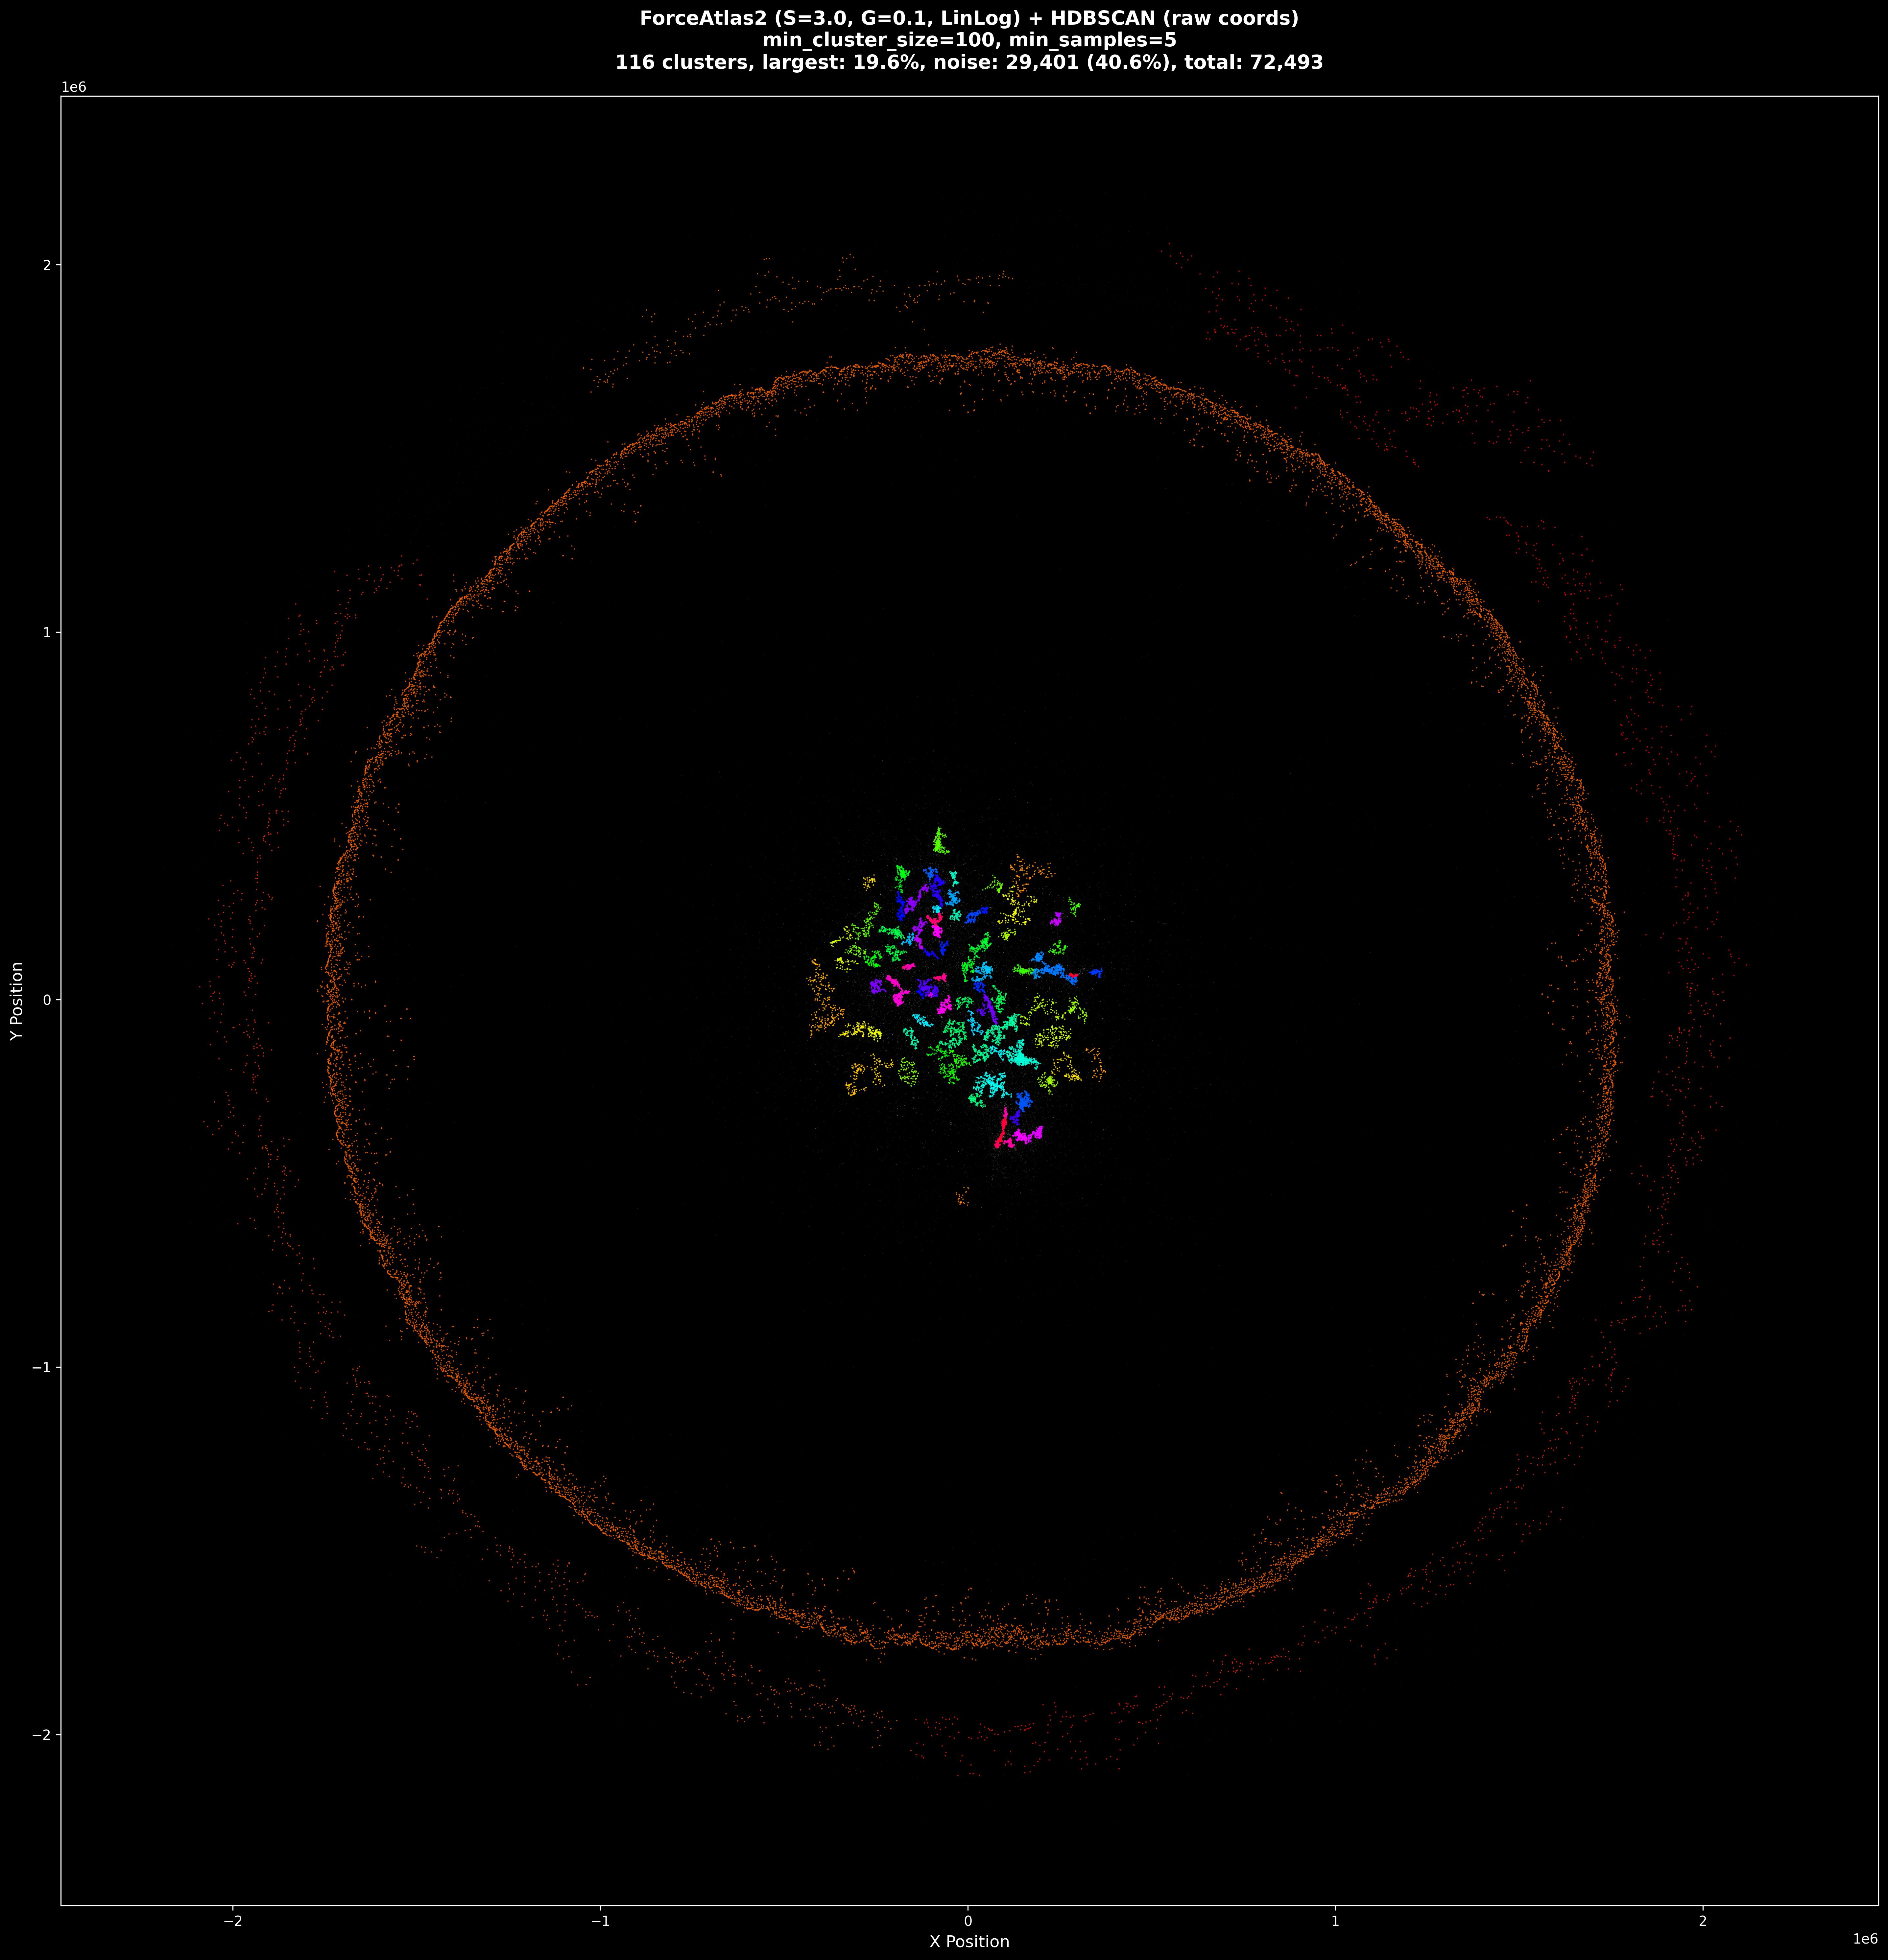 ForceAtlas2 (S=3.0, G=0.1, LinLog) + HDBSCAN (raw coords)
min_cluster_size=100, min_samples=5
116 clusters, largest: 19.6%, noise: 29,401 (40.6%), total: 72,493
1e6
2
1
0
−1
−2
Y Position
−2
−1
0
1
2
X Position
1e6